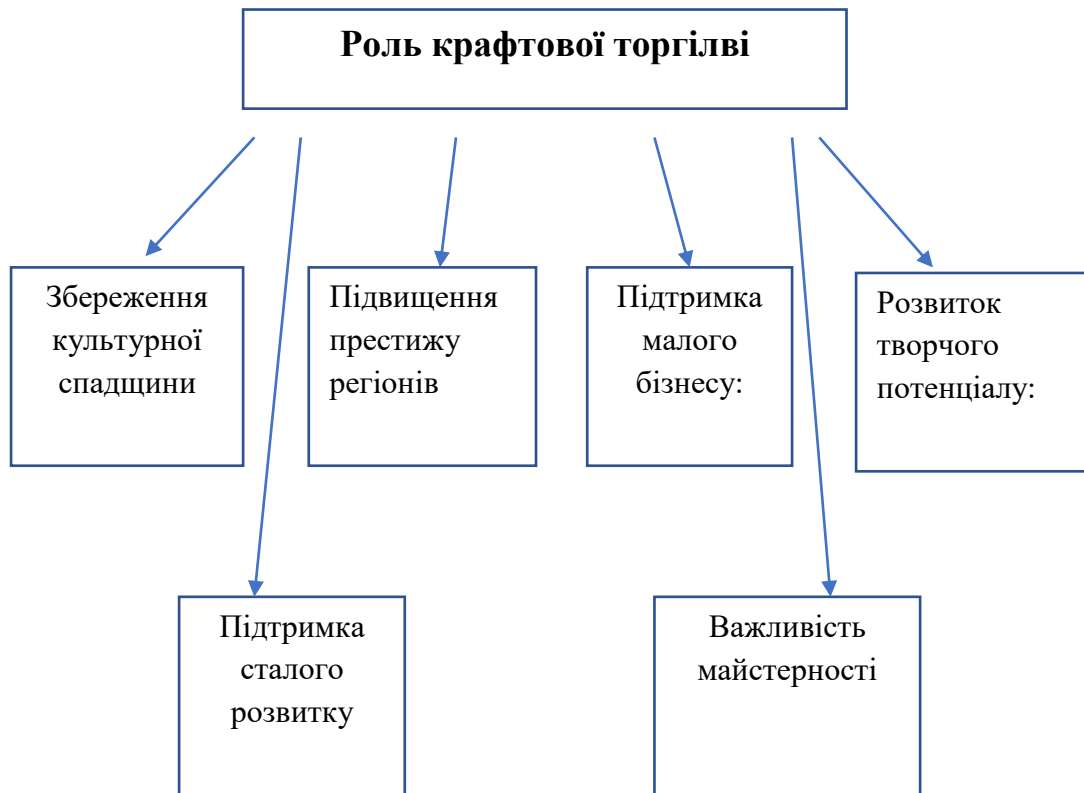 Роль крафтової торгілві
Збереження
культурної
спадщини
Підвищення
престижу
регіонів
Підтримка
малого
бізнесу:
Розвиток
творчого
потенціалу:
Підтримка
сталого
розвитку
Важливість
майстерності